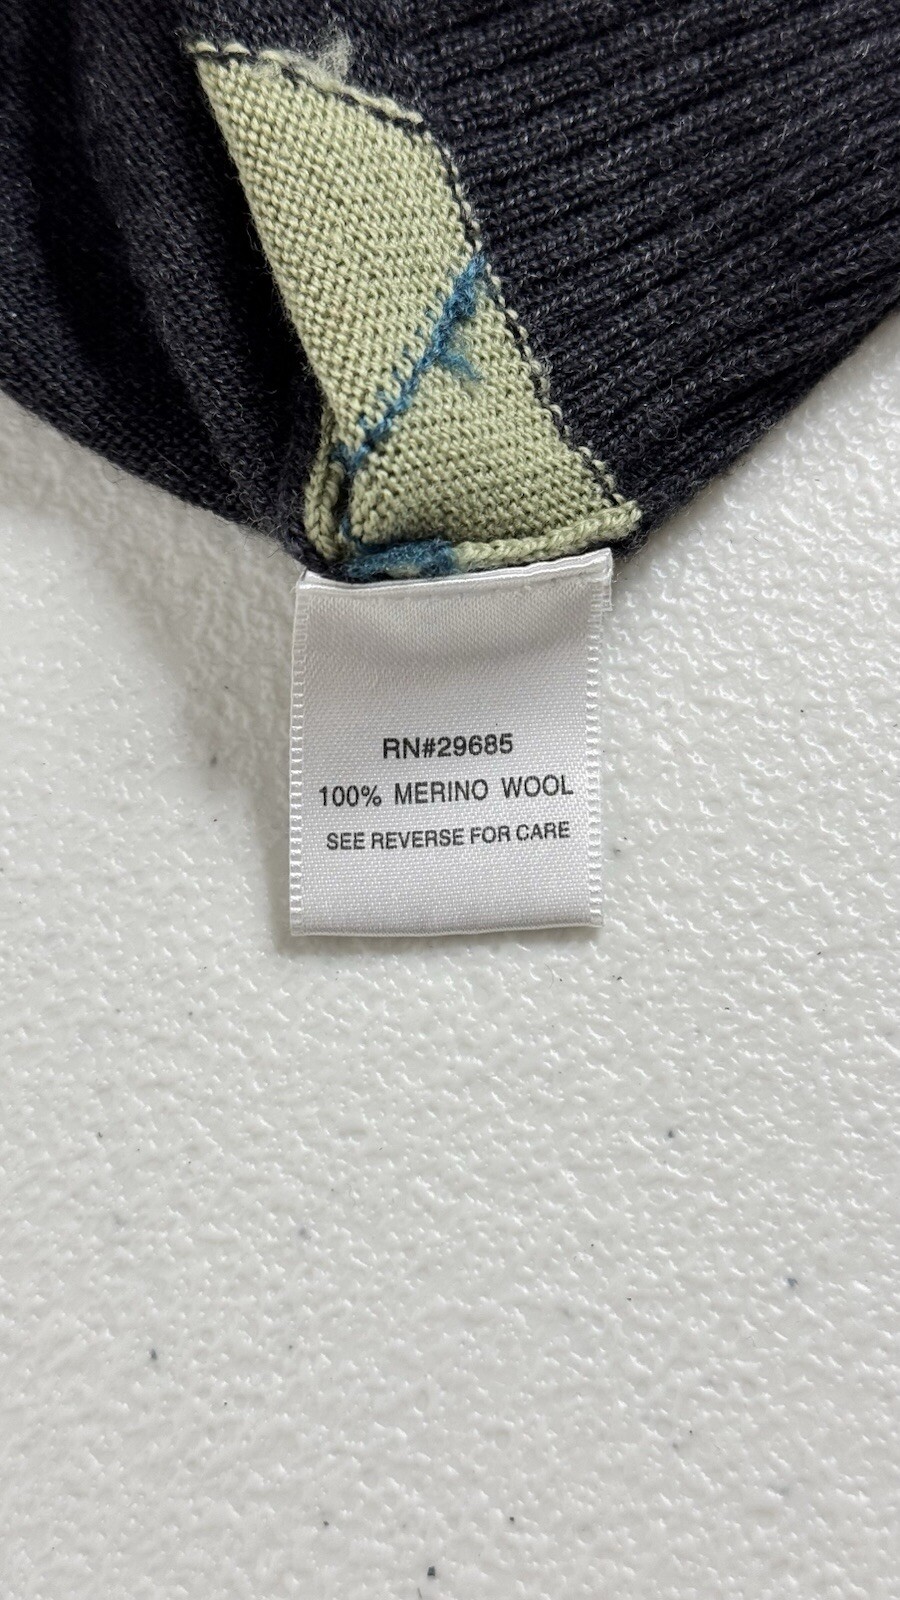 RN#29685
100% MERINO WOOL
SEE REVERSE FOR CARE